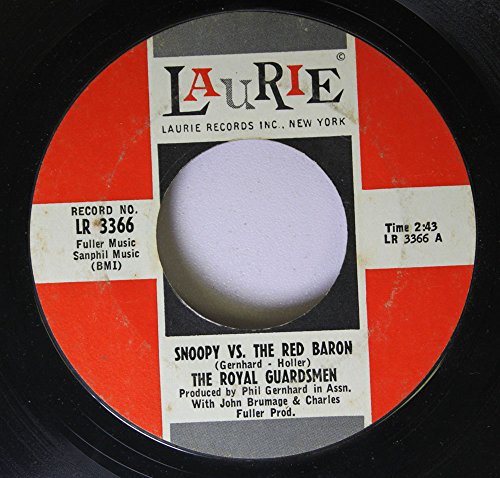 ©
LAURIE
LAURIE RECORDS INC., NEW YORK
RECORD NO.
LR 3366
Fuller Music
Sanphil Music
(BMI)
Time 2:43
LR 3366 A
SNOOPY VS. THE RED BARON
(Gernhard - Holler)
THE ROYAL GUARDSMEN
Produced by Phil Gernhard in Assn.
With John Brumage & Charles
Fuller Prod.